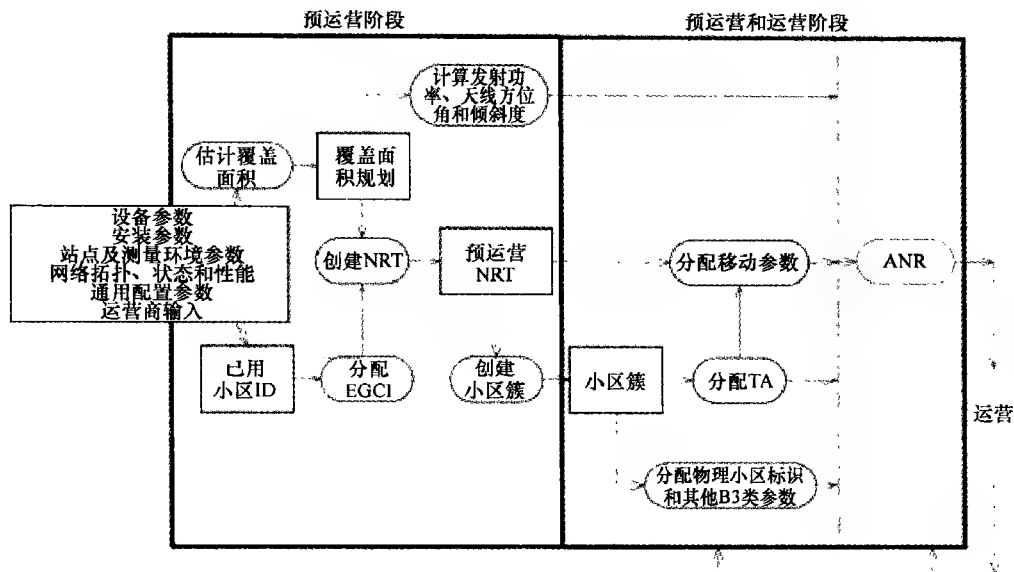 预运营阶段
预运营和运营阶段
计算发射功
率、天线方位
角和倾斜度
估计覆盖
面积
覆盖面
积规划
设备参数
安装参数
站点及测量环境参数
网络拓扑、状态和性能
通用配置参数
运营商输入
创建NRT
预运营
NRT
分配移动参数
ANR
已用
小区ID
分配
EGCI
创建
小区簇
小区簇
分配TA
运营
分配物理小区标识
和其他B3类参数